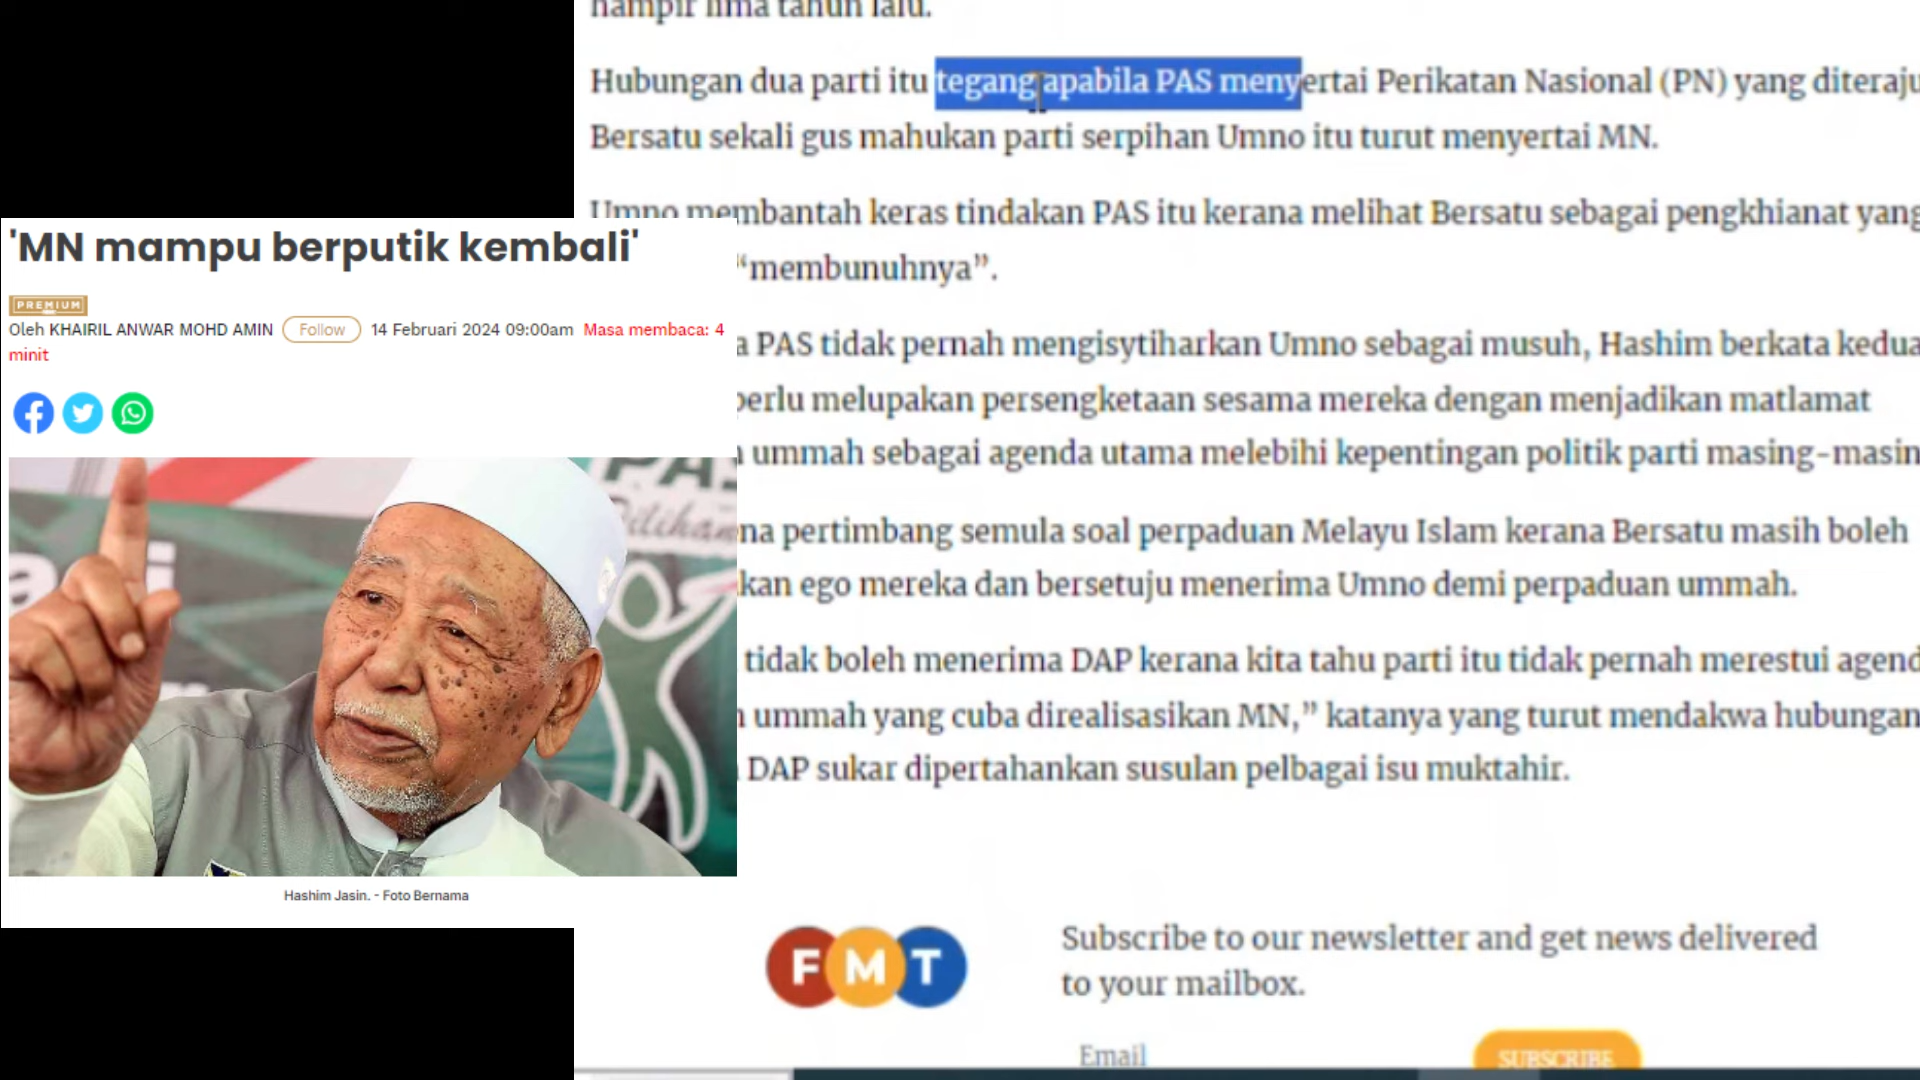 'MN mampu berputik kembali'
PREMIUM
Oleh KHAIRIL ANWAR MOHD AMIN Follow 14 Februari 2024 09:00am Masa membaca: 4
minit
PAS
Pilihan
Hashim Jasin. - Foto Bernama
hampir lima tahun lalu.
Hubungan dua parti itu tegang apabila PAS menyertai Perikatan Nasional (PN) yang diteraju
Bersatu sekali gus mahukan parti serpihan Umno itu turut menyertai MN.
Umno membantah keras tindakan PAS itu kerana melihat Bersatu sebagai pengkhianat yang
“membunuhnya”.
a PAS tidak pernah mengisytiharkan Umno sebagai musuh, Hashim berkata kedua
perlu melupakan persengketaan sesama mereka dengan menjadikan matlamat
ummah sebagai agenda utama melebihi kepentingan politik parti masing-masin
na pertimbang semula soal perpaduan Melayu Islam kerana Bersatu masih boleh
kan ego mereka dan bersetuju menerima Umno demi perpaduan ummah.
tidak boleh menerima DAP kerana kita tahu parti itu tidak pernah merestui agend
ummah yang cuba direalisasikan MN,” katanya yang turut mendakwa hubungan
DAP sukar dipertahankan susulan pelbagai isu muktahir.
FMT
Subscribe to our newsletter and get news delivered
to your mailbox.
Email
SUBSCRIBE